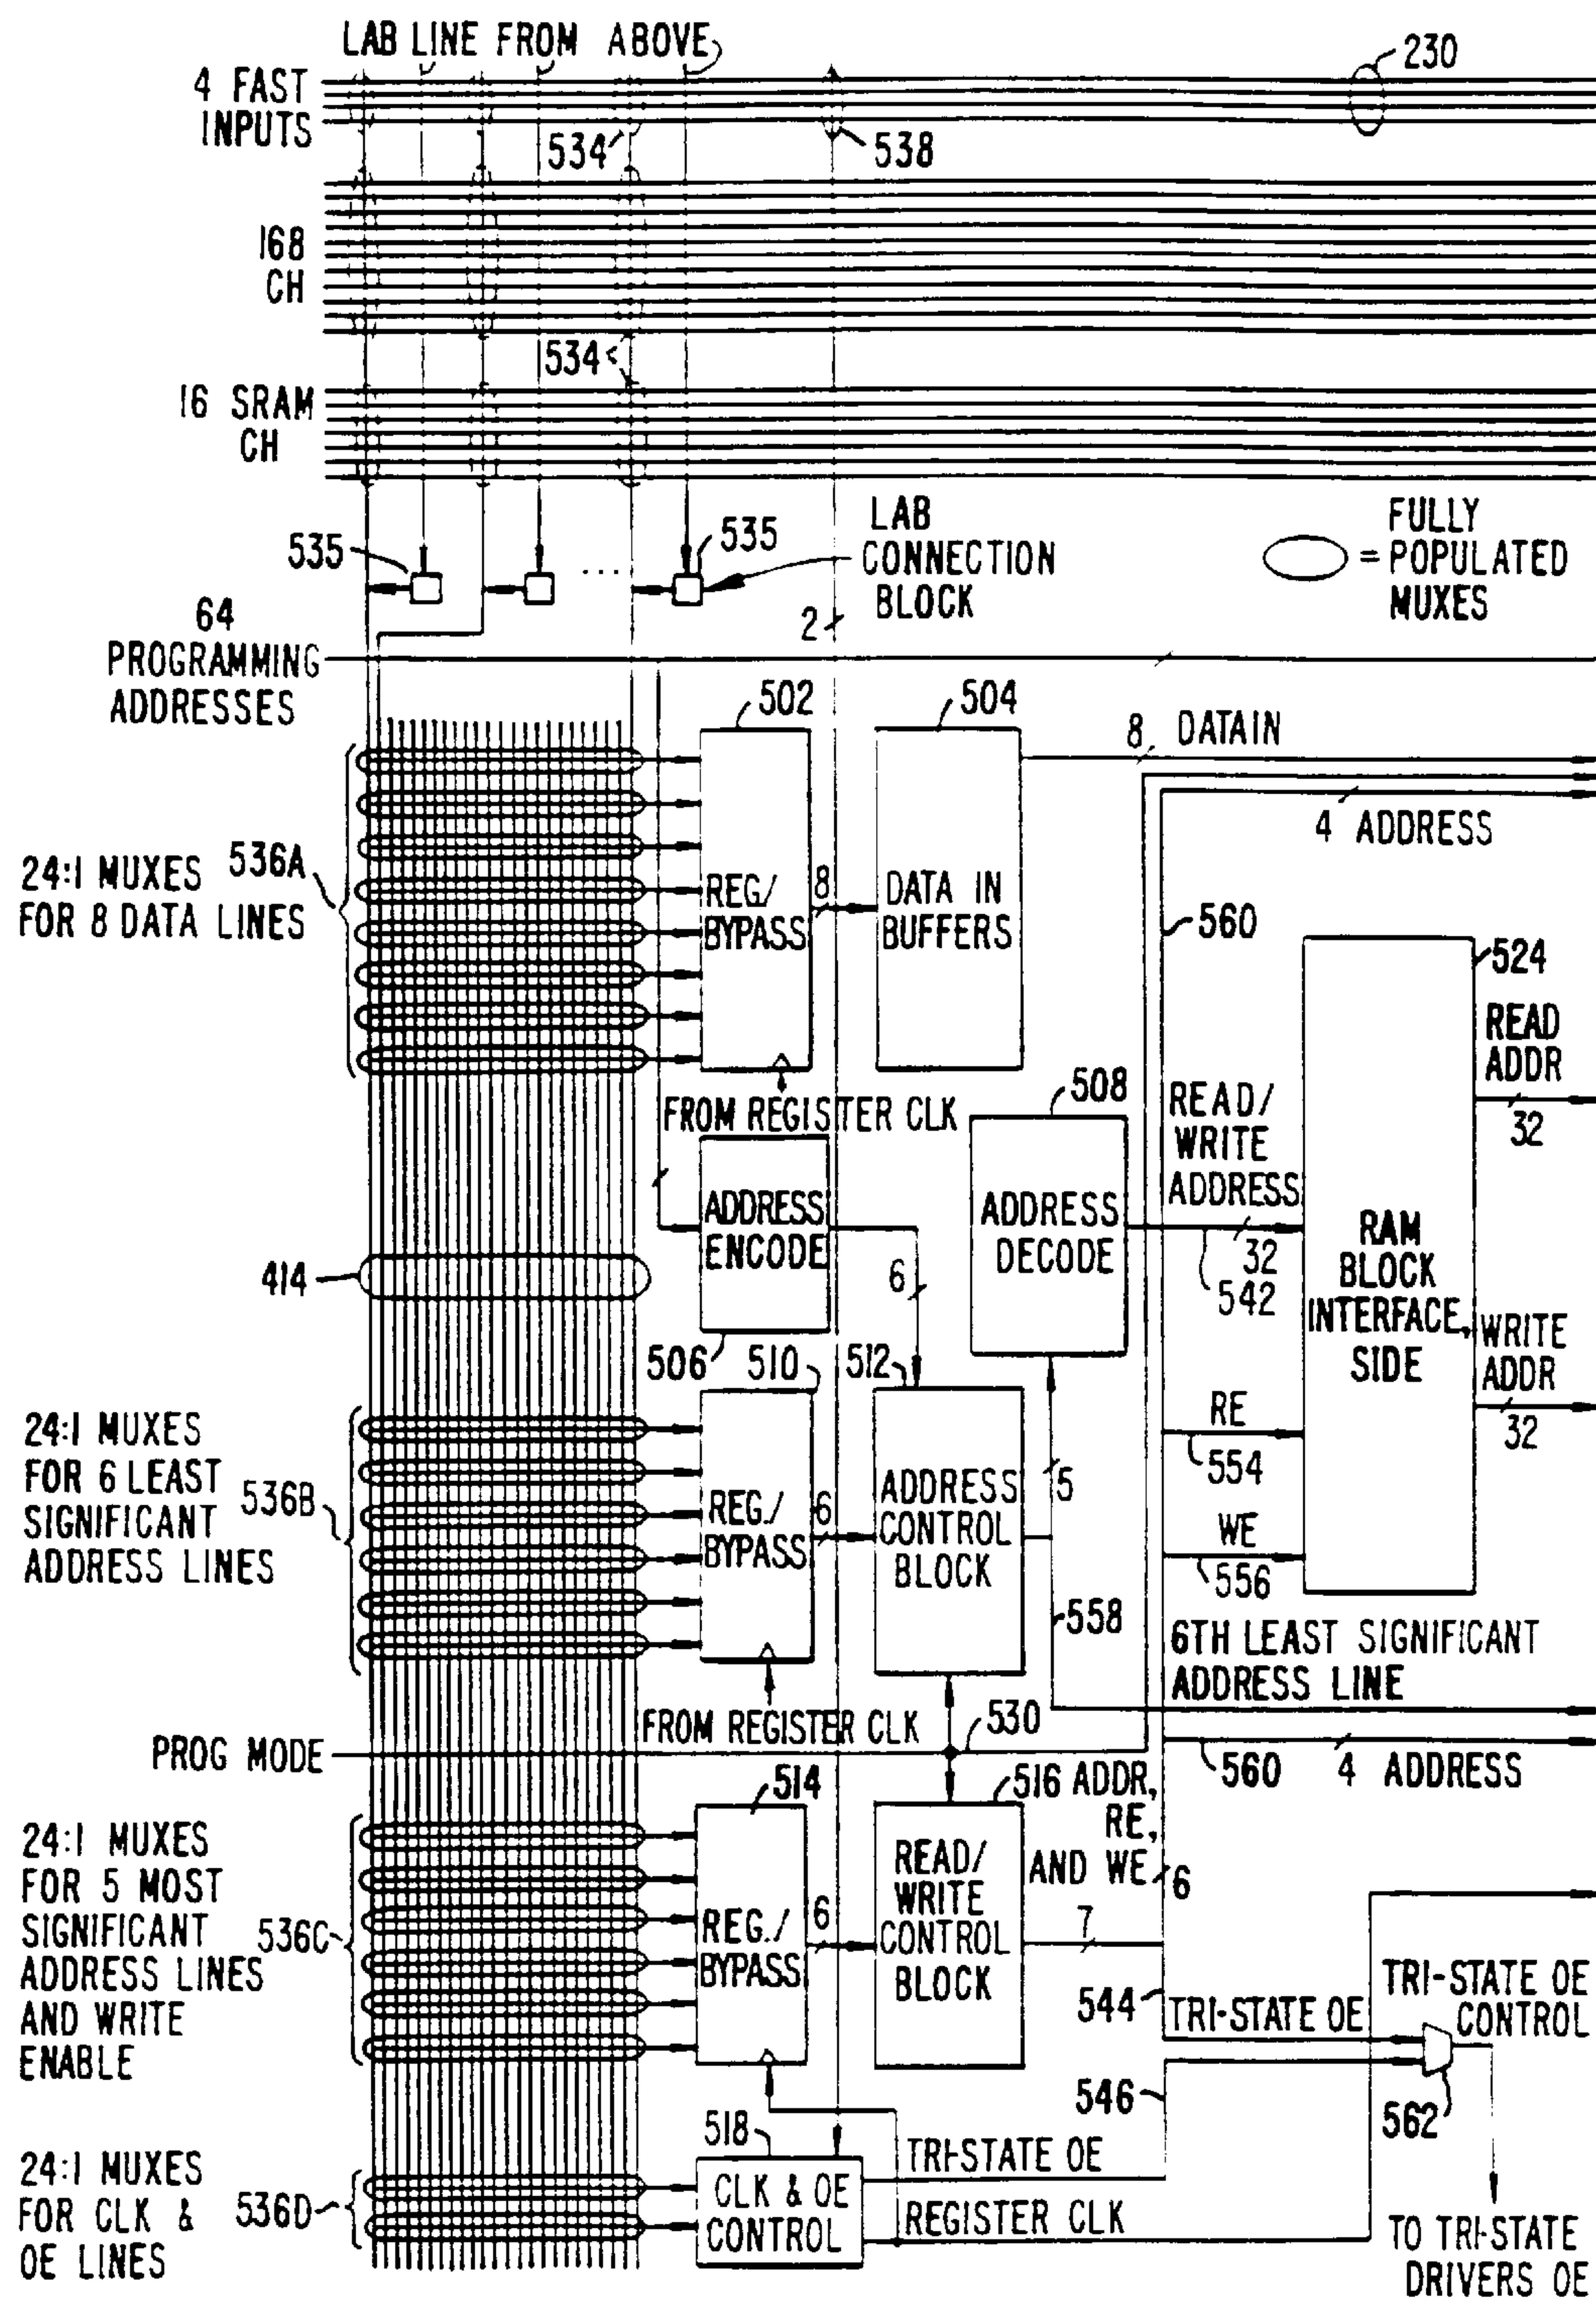 LAB LINE FROM ABOVE
4 FAST
INPUTS
230
534
538
168
CH
534
16 SRAM
CH
535
535
LAB
CONNECTION
BLOCK
FULLY
= POPULATED
MUXES
64
PROGRAMMING
ADDRESSES
2
502
504
8 DATAIN
4 ADDRESS
24:1 MUXES
FOR 8 DATA LINES
536A
REG/
BYPASS
8
DATA IN
BUFFERS
560
524
READ
ADDR
32
FROM REGISTER CLK
508
READ/
WRITE
ADDRESS
32
542
ADDRESS
ENCODE
ADDRESS
DECODE
RAM
BLOCK
INTERFACE,
SIDE
414
6
506
510
512
WRITE
ADDR
32
24:1 MUXES
FOR 6 LEAST
SIGNIFICANT
ADDRESS LINES
536B
REG./
BYPASS
6
ADDRESS
CONTROL
BLOCK
5
RE
554
WE
556
558
6TH LEAST SIGNIFICANT
ADDRESS LINE
FROM REGISTER CLK
530
PROG MODE
560
4 ADDRESS
514
516
ADDR,
RE,
AND WE
6
24:1 MUXES
FOR 5 MOST
SIGNIFICANT
ADDRESS LINES
AND WRITE
ENABLE
536C
REG./
BYPASS
6
READ/
WRITE
CONTROL
BLOCK
7
544
TRI-STATE OE
TRI-STATE OE
CONTROL
546
562
518
TRI-STATE OE
24:1 MUXES
FOR CLK &
OE LINES
536D
CLK & OE
CONTROL
REGISTER CLK
TO TRI-STATE
DRIVERS OE